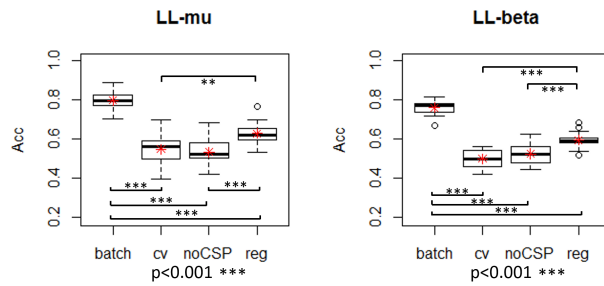 LL-mu
Acc
1.0
0.8
0.6
0.4
0.2
**
***
***
***
***
batch cv noCSP reg
p<0.001 ***
LL-beta
Acc
1.0
0.8
0.6
0.4
0.2
***
***
***
***
***
batch cv noCSP reg
p<0.001 ***